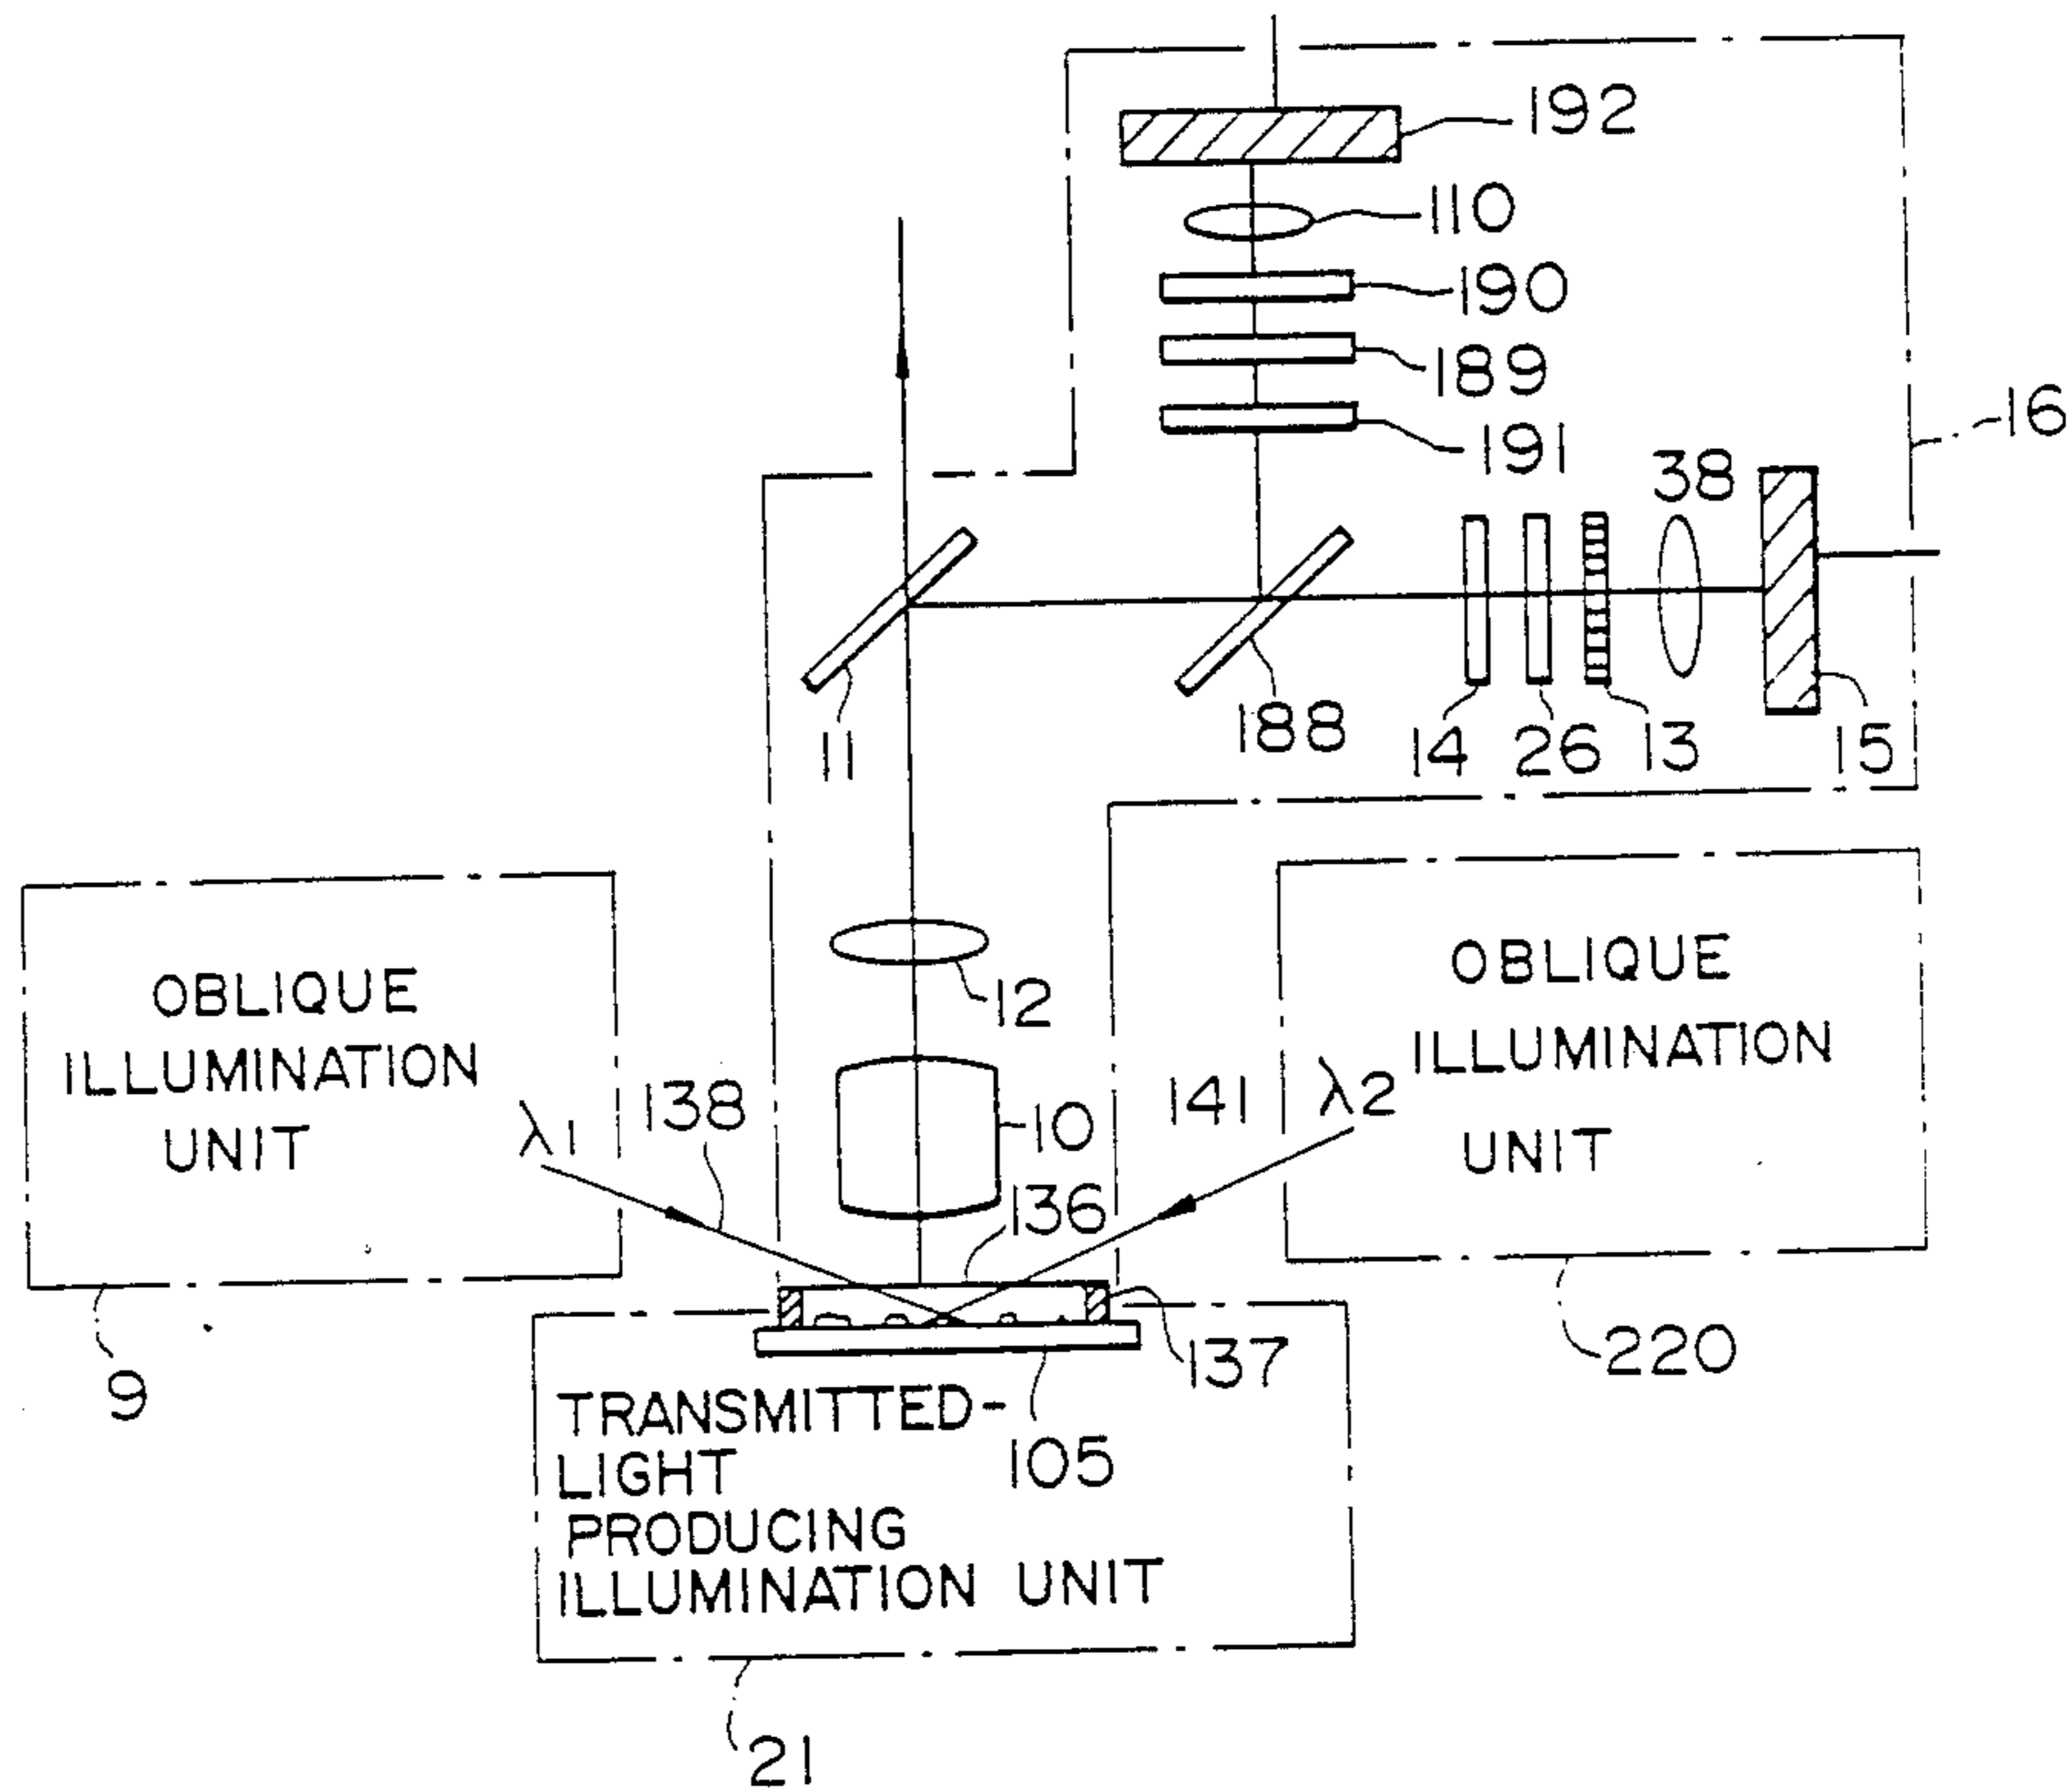 192
110
190
189
191
16
38
11
188
14 26 13 15
12
OBLIQUE
ILLUMINATION
UNIT
λ1
138
10
141
λ2
OBLIQUE
ILLUMINATION
UNIT
136
137
220
9
TRANSMITTED-
LIGHT
105
PRODUCING
ILLUMINATION UNIT
21